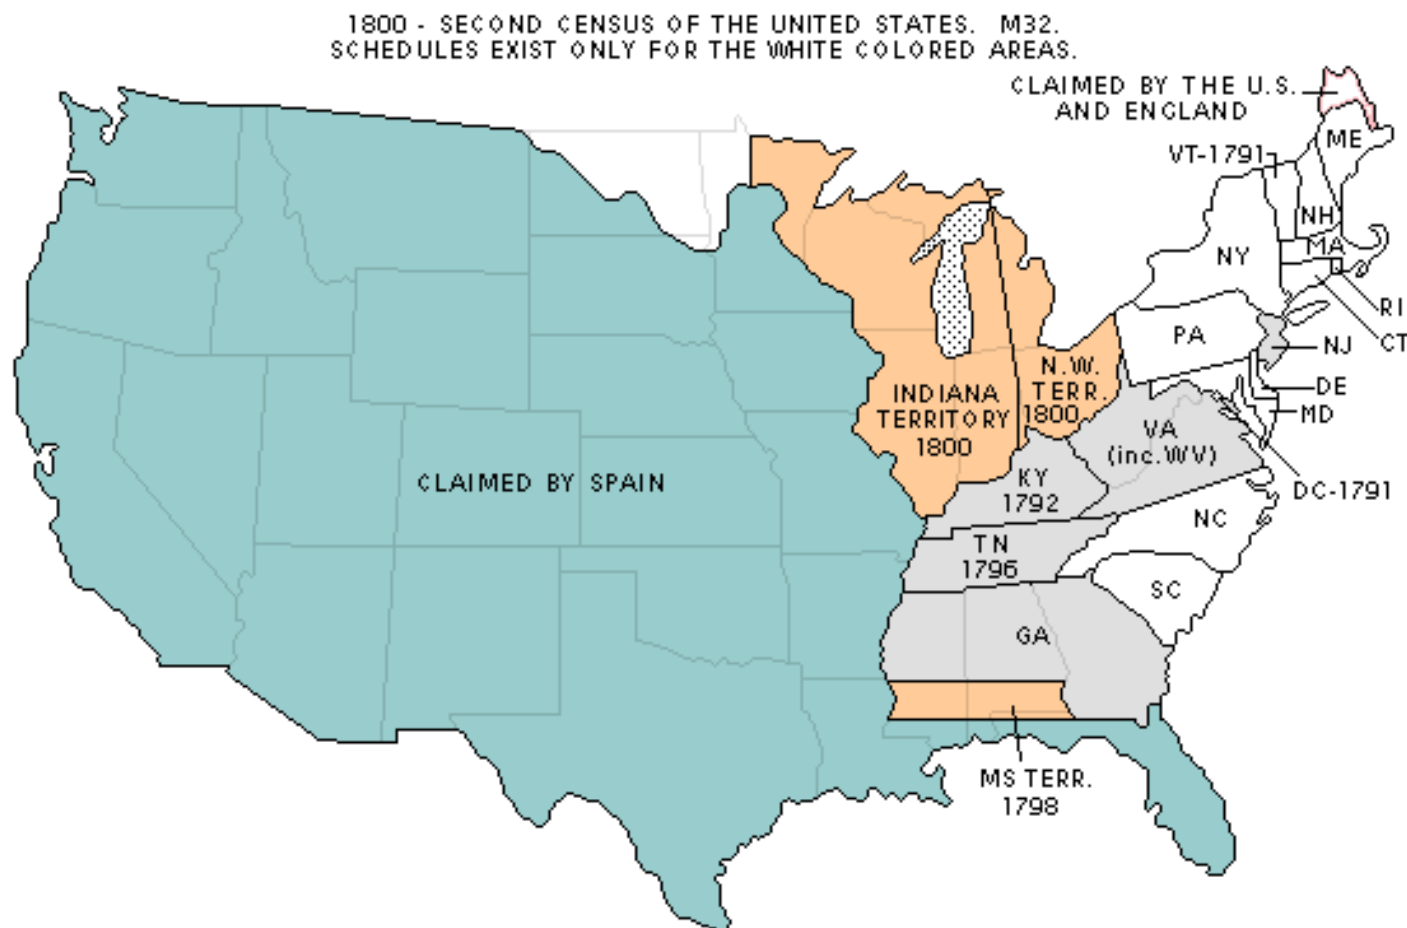 1800 - SECOND CENSUS OF THE UNITED STATES. M32.
SCHEDULES EXIST ONLY FOR THE WHITE COLORED AREAS.
CLAIMED BY THE U.S.
AND ENGLAND
ME
VT-1791
NH
MA
NY
RI
CT
PA
NJ
N.W.
TERR.
1800
DE
MD
INDIANA
TERRITORY
1800
VA
(inc.WV)
CLAIMED BY SPAIN
KY
1792
DC-1791
NC
TN
1796
SC
GA
MS TERR.
1798